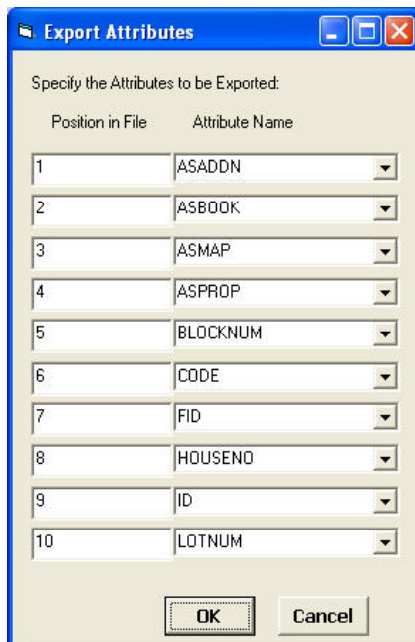 Export Attributes
Specify the Attributes to be Exported:
Position in File Attribute Name
1 ASADDN
2 ASBOOK
3 ASMAP
4 ASPROP
5 BLOCKNUM
6 CODE
7 FID
8 HOUSENO
9 ID
10 LOTNUM
OK Cancel